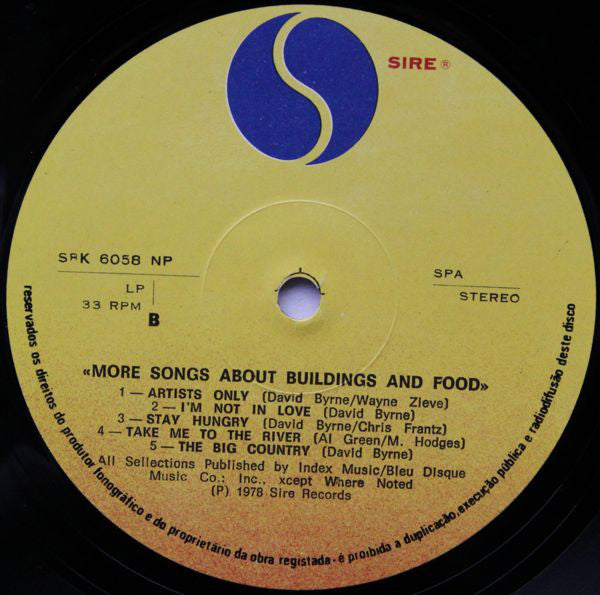 SIRE ®
SRK 6058 NP
LP
33 RPM
B
SPA
STEREO
«MORE SONGS ABOUT BUILDINGS AND FOOD»
1 — ARTISTS ONLY (David Byrne/Wayne Zieve)
2 — I'M NOT IN LOVE (David Byrne)
3 — STAY HUNGRY (David Byrne/Chris Frantz)
4 — TAKE ME TO THE RIVER (Al Green/M. Hodges)
5 — THE BIG COUNTRY (David Byrne)
All Sellections Published by Index Music/Bleu Disque
Music Co.: Inc., xcept Where Noted
(P) 1978 Sire Records
reservados os direitos do produtor fonográfico e do proprietário da obra registada · é proibida a duplicação, execução pública e radiodifusão deste disco